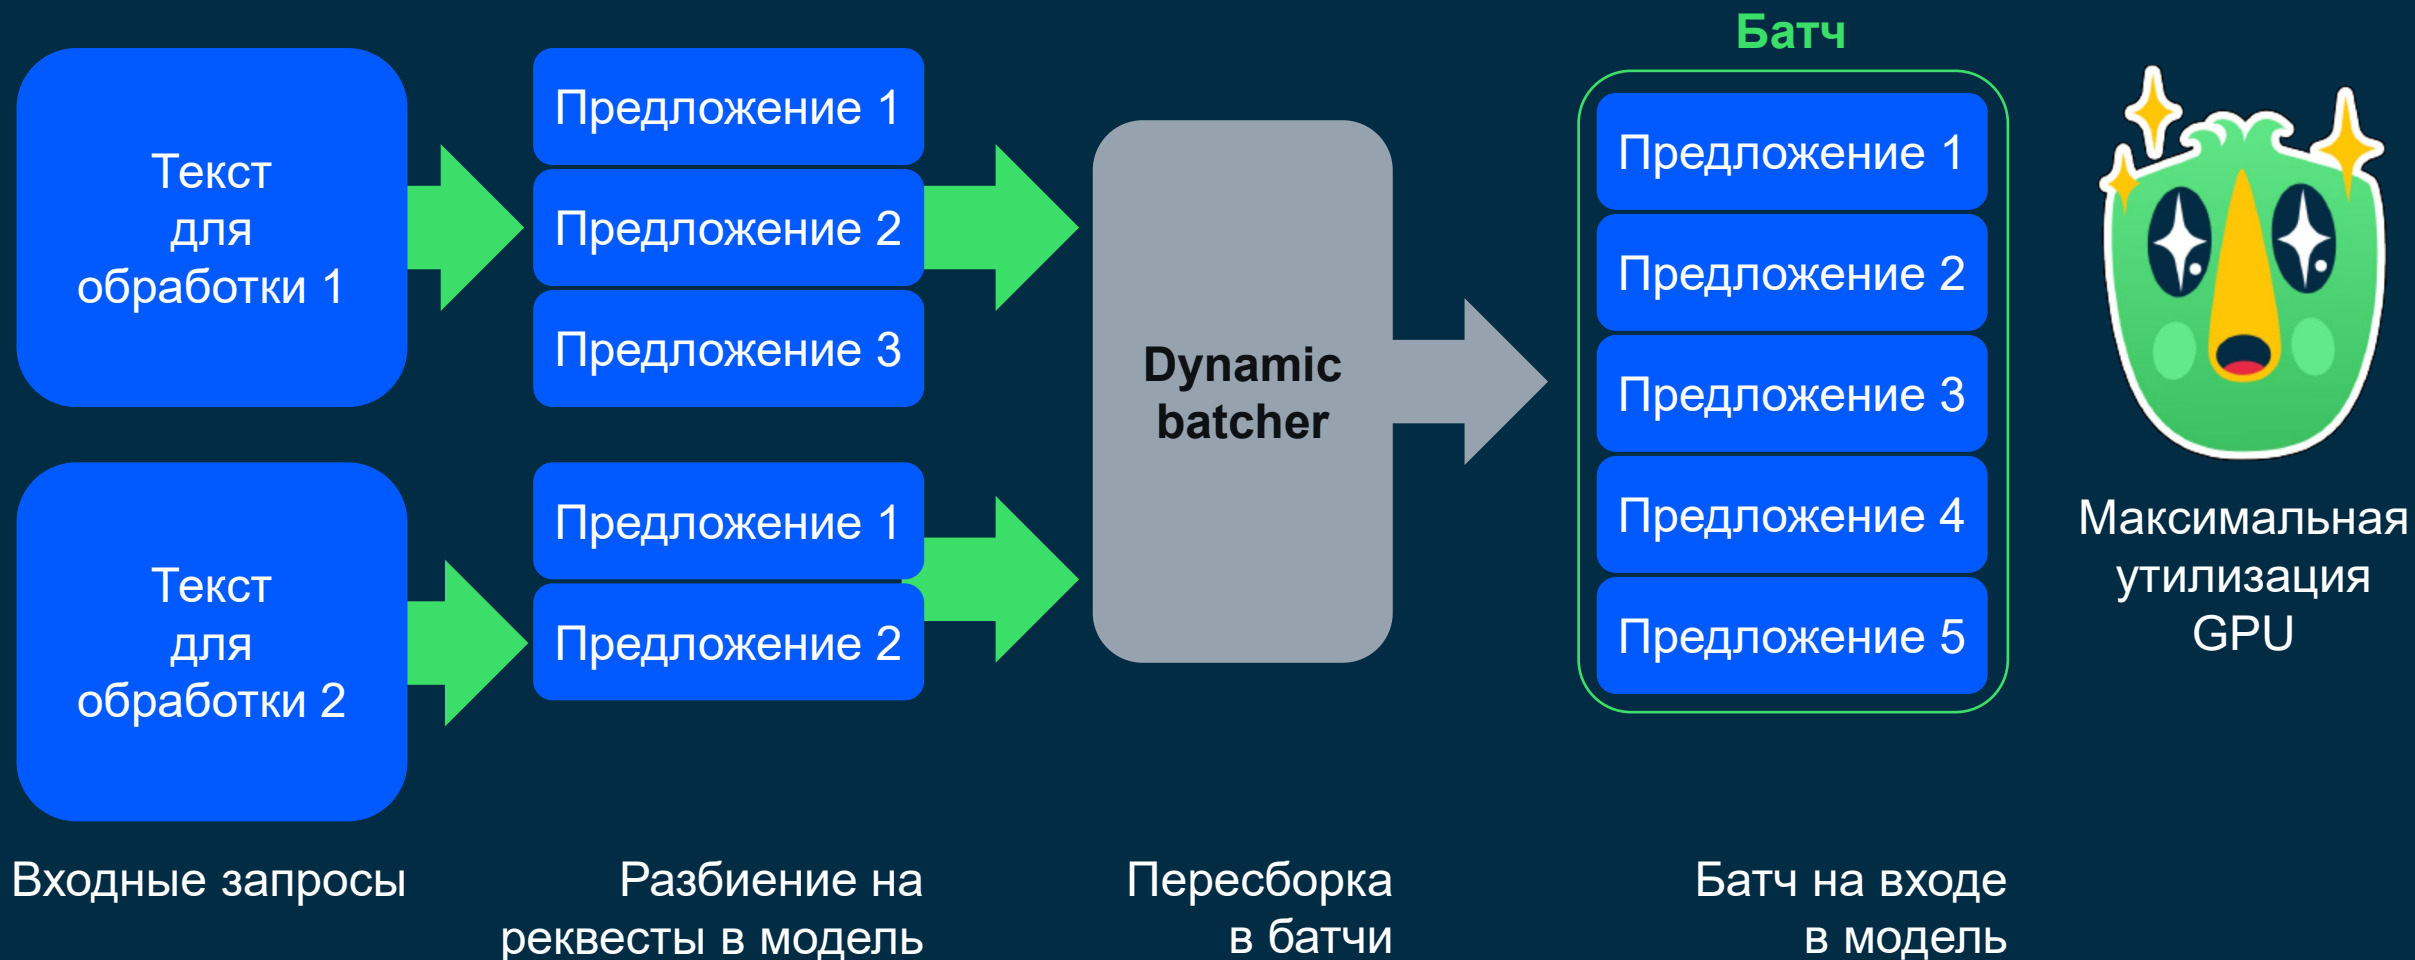 Текст
для
обработки 1
Предложение 1
Предложение 2
Предложение 3
Текст
для
обработки 2
Предложение 1
Предложение 2
Dynamic
batcher
Батч
Предложение 1
Предложение 2
Предложение 3
Предложение 4
Предложение 5
Максимальная
утилизация
GPU
Входные запросы
Разбиение на
реквесты в модель
Пересборка
в батчи
Батч на входе
в модель